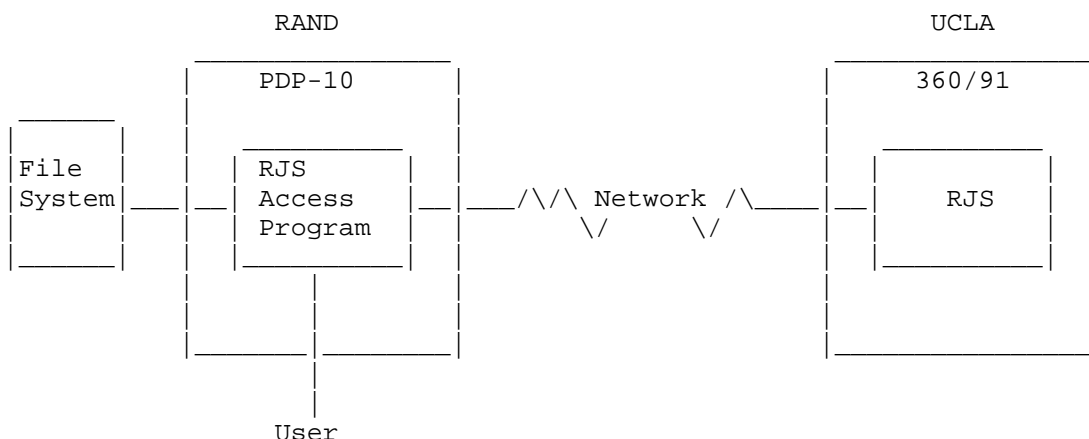 RAND UCLA
PDP-10 360/91
File RJS
System Access Network RJS
Program
User